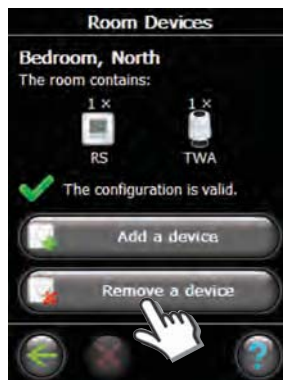 Room Devices
Bedroom, North
The room contains:
1 × 1 ×
RS TWA
The configuration is valid.
Add a device
Remove a device
?